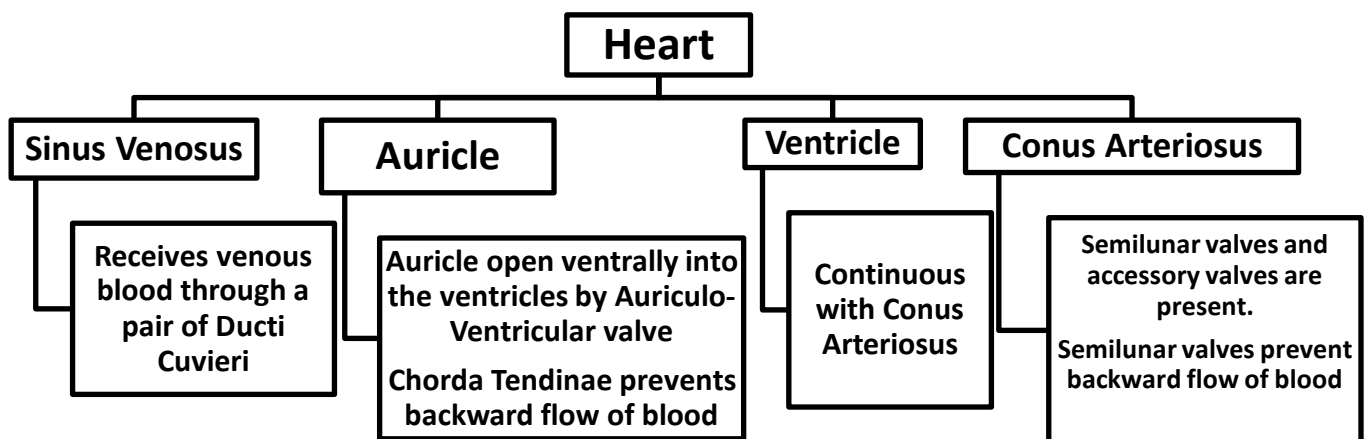 Heart
Sinus Venosus
Auricle
Ventricle
Conus Arteriosus
Receives venous
blood through a
pair of Ducti
Cuvieri
Auricle open ventrally into
the ventricles by Auriculo-
Ventricular valve
Chorda Tendinae prevents
backward flow of blood
Continuous
with Conus
Arteriosus
Semilunar valves and
accessory valves are
present.
Semilunar valves prevent
backward flow of blood